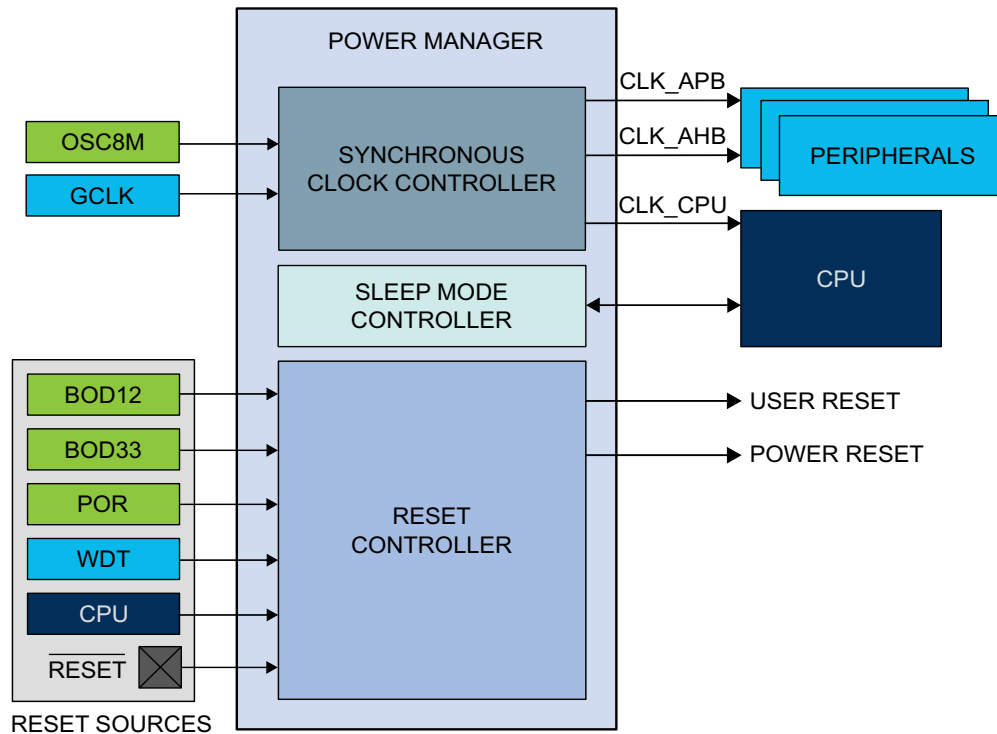 POWER MANAGER
OSC8M
GCLK
SYNCHRONOUS
CLOCK CONTROLLER
CLK_APB
CLK_AHB
CLK_CPU
PERIPHERALS
CPU
SLEEP MODE
CONTROLLER
BOD12
BOD33
POR
WDT
CPU
RESET
RESET SOURCES
RESET
CONTROLLER
USER RESET
POWER RESET